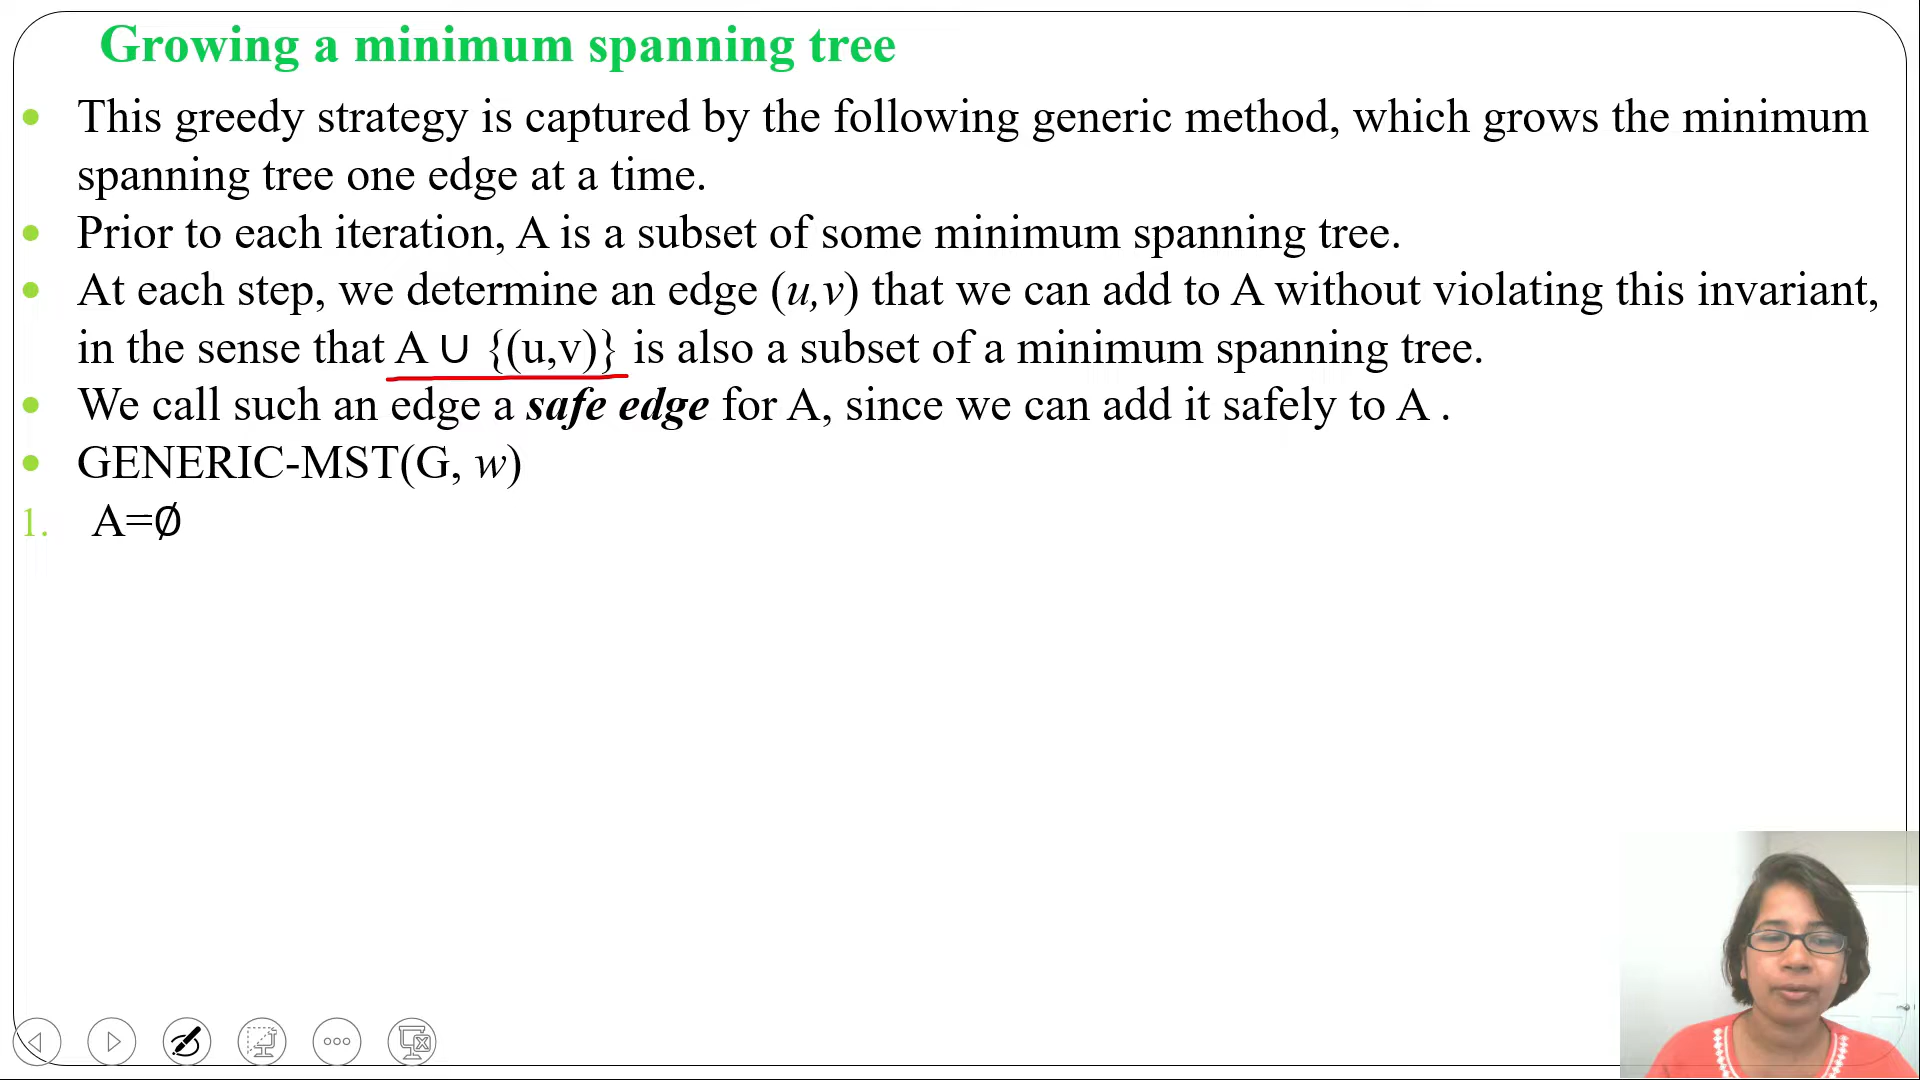 Growing a minimum spanning tree
• This greedy strategy is captured by the following generic method, which grows the minimum
spanning tree one edge at a time.
• Prior to each iteration, A is a subset of some minimum spanning tree.
• At each step, we determine an edge (u,v) that we can add to A without violating this invariant,
in the sense that A ∪ {(u,v)} is also a subset of a minimum spanning tree.
• We call such an edge a safe edge for A, since we can add it safely to A .
• GENERIC-MST(G, w)
1. A=∅